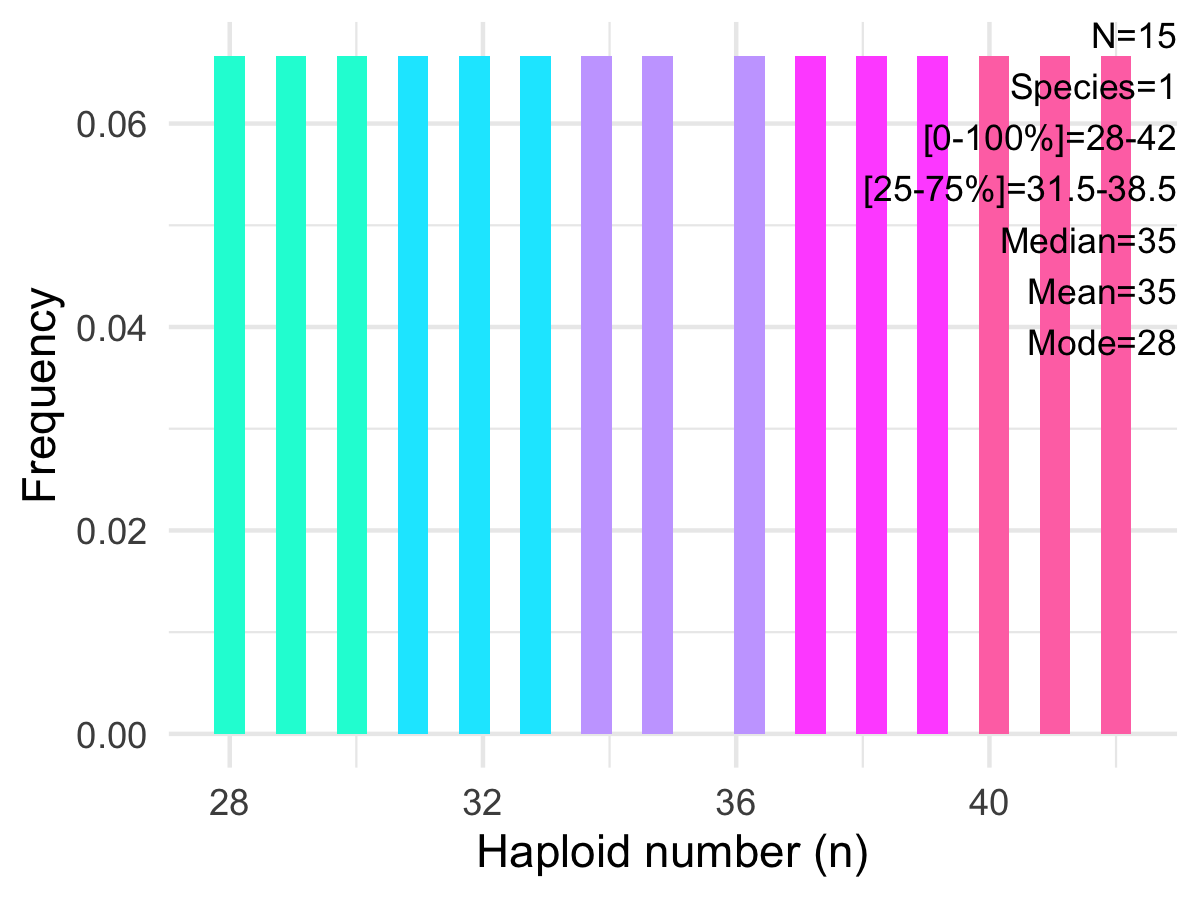 N=15
Species=1
[0-100%]=28-42
[25-75%]=31.5-38.5
Median=35
Mean=35
Mode=28
Frequency
0.06
0.04
0.02
0.00
28 32 36 40
Haploid number (n)